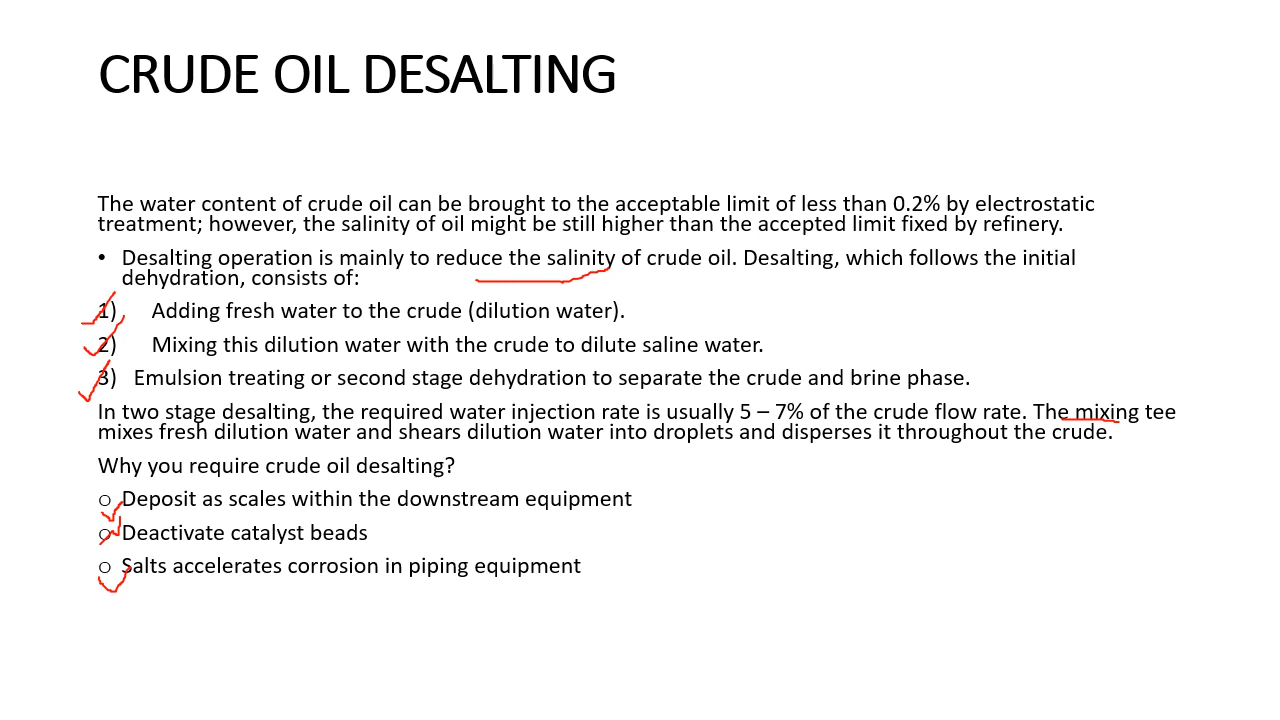 CRUDE OIL DESALTING
The water content of crude oil can be brought to the acceptable limit of less than 0.2% by electrostatic
treatment; however, the salinity of oil might be still higher than the accepted limit fixed by refinery.
• Desalting operation is mainly to reduce the salinity of crude oil. Desalting, which follows the initial
dehydration, consists of:
1) Adding fresh water to the crude (dilution water).
2) Mixing this dilution water with the crude to dilute saline water.
3) Emulsion treating or second stage dehydration to separate the crude and brine phase.
In two stage desalting, the required water injection rate is usually 5 – 7% of the crude flow rate. The mixing tee
mixes fresh dilution water and shears dilution water into droplets and disperses it throughout the crude.
Why you require crude oil desalting?
o Deposit as scales within the downstream equipment
o Deactivate catalyst beads
o Salts accelerates corrosion in piping equipment